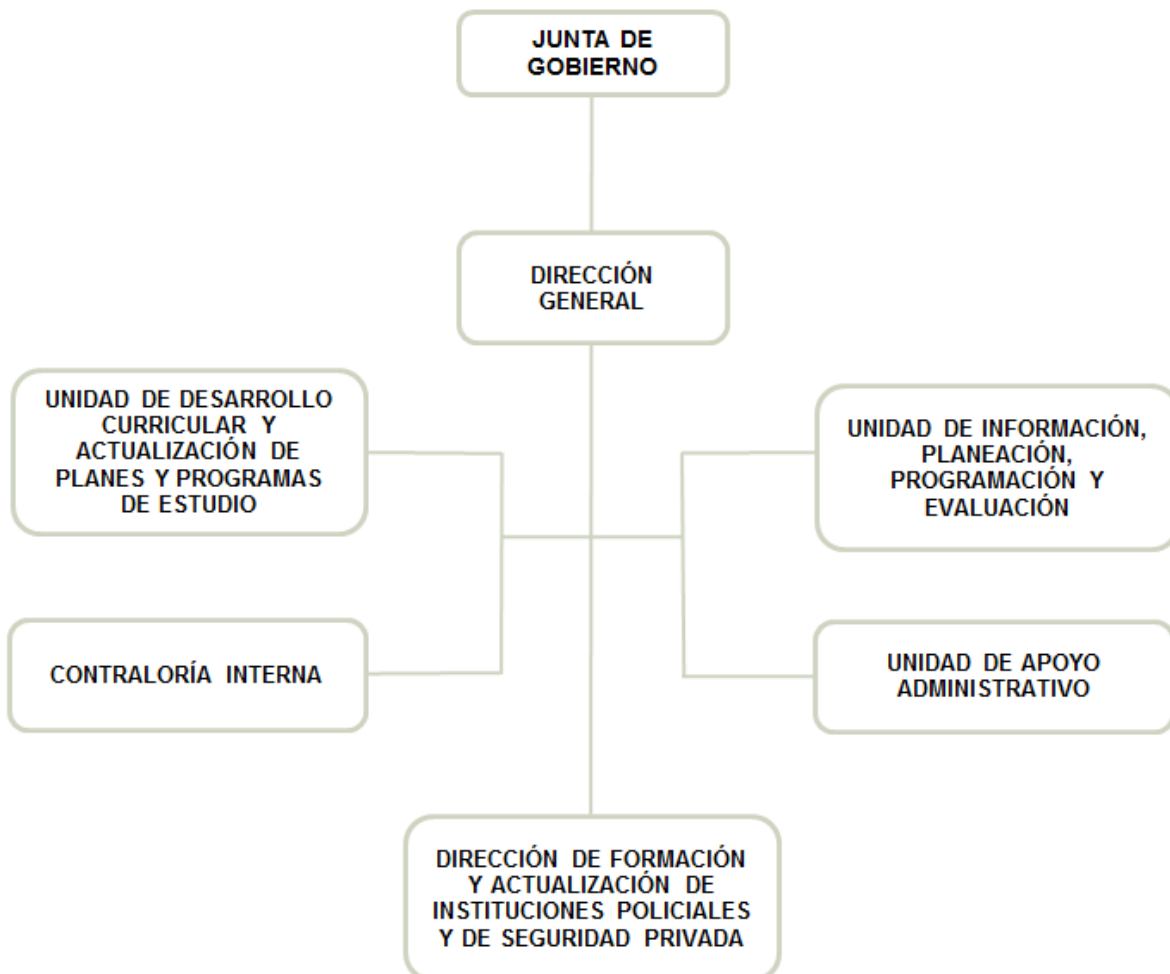 JUNTA DE
GOBIERNO
DIRECCIÓN
GENERAL
UNIDAD DE DESARROLLO
CURRICULAR Y
ACTUALIZACIÓN DE
PLANES Y PROGRAMAS
DE ESTUDIO
UNIDAD DE INFORMACIÓN,
PLANEACIÓN,
PROGRAMACIÓN Y
EVALUACIÓN
CONTRALORÍA INTERNA
UNIDAD DE APOYO
ADMINISTRATIVO
DIRECCIÓN DE FORMACIÓN
Y ACTUALIZACIÓN DE
INSTITUCIONES POLICIALES
Y DE SEGURIDAD PRIVADA